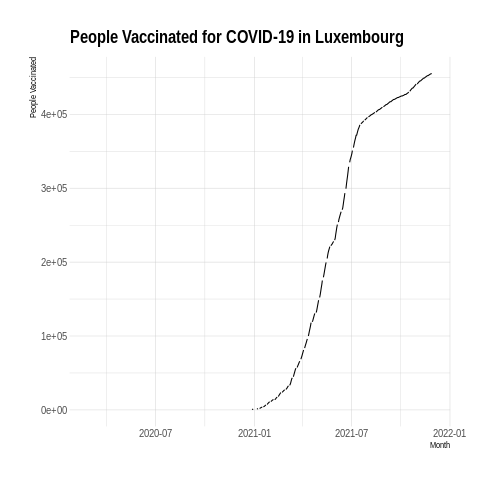 People Vaccinated for COVID-19 in Luxembourg
People Vaccinated
4e+05
3e+05
2e+05
1e+05
0e+00
2020-07 2021-01 2021-07 2022-01
Month